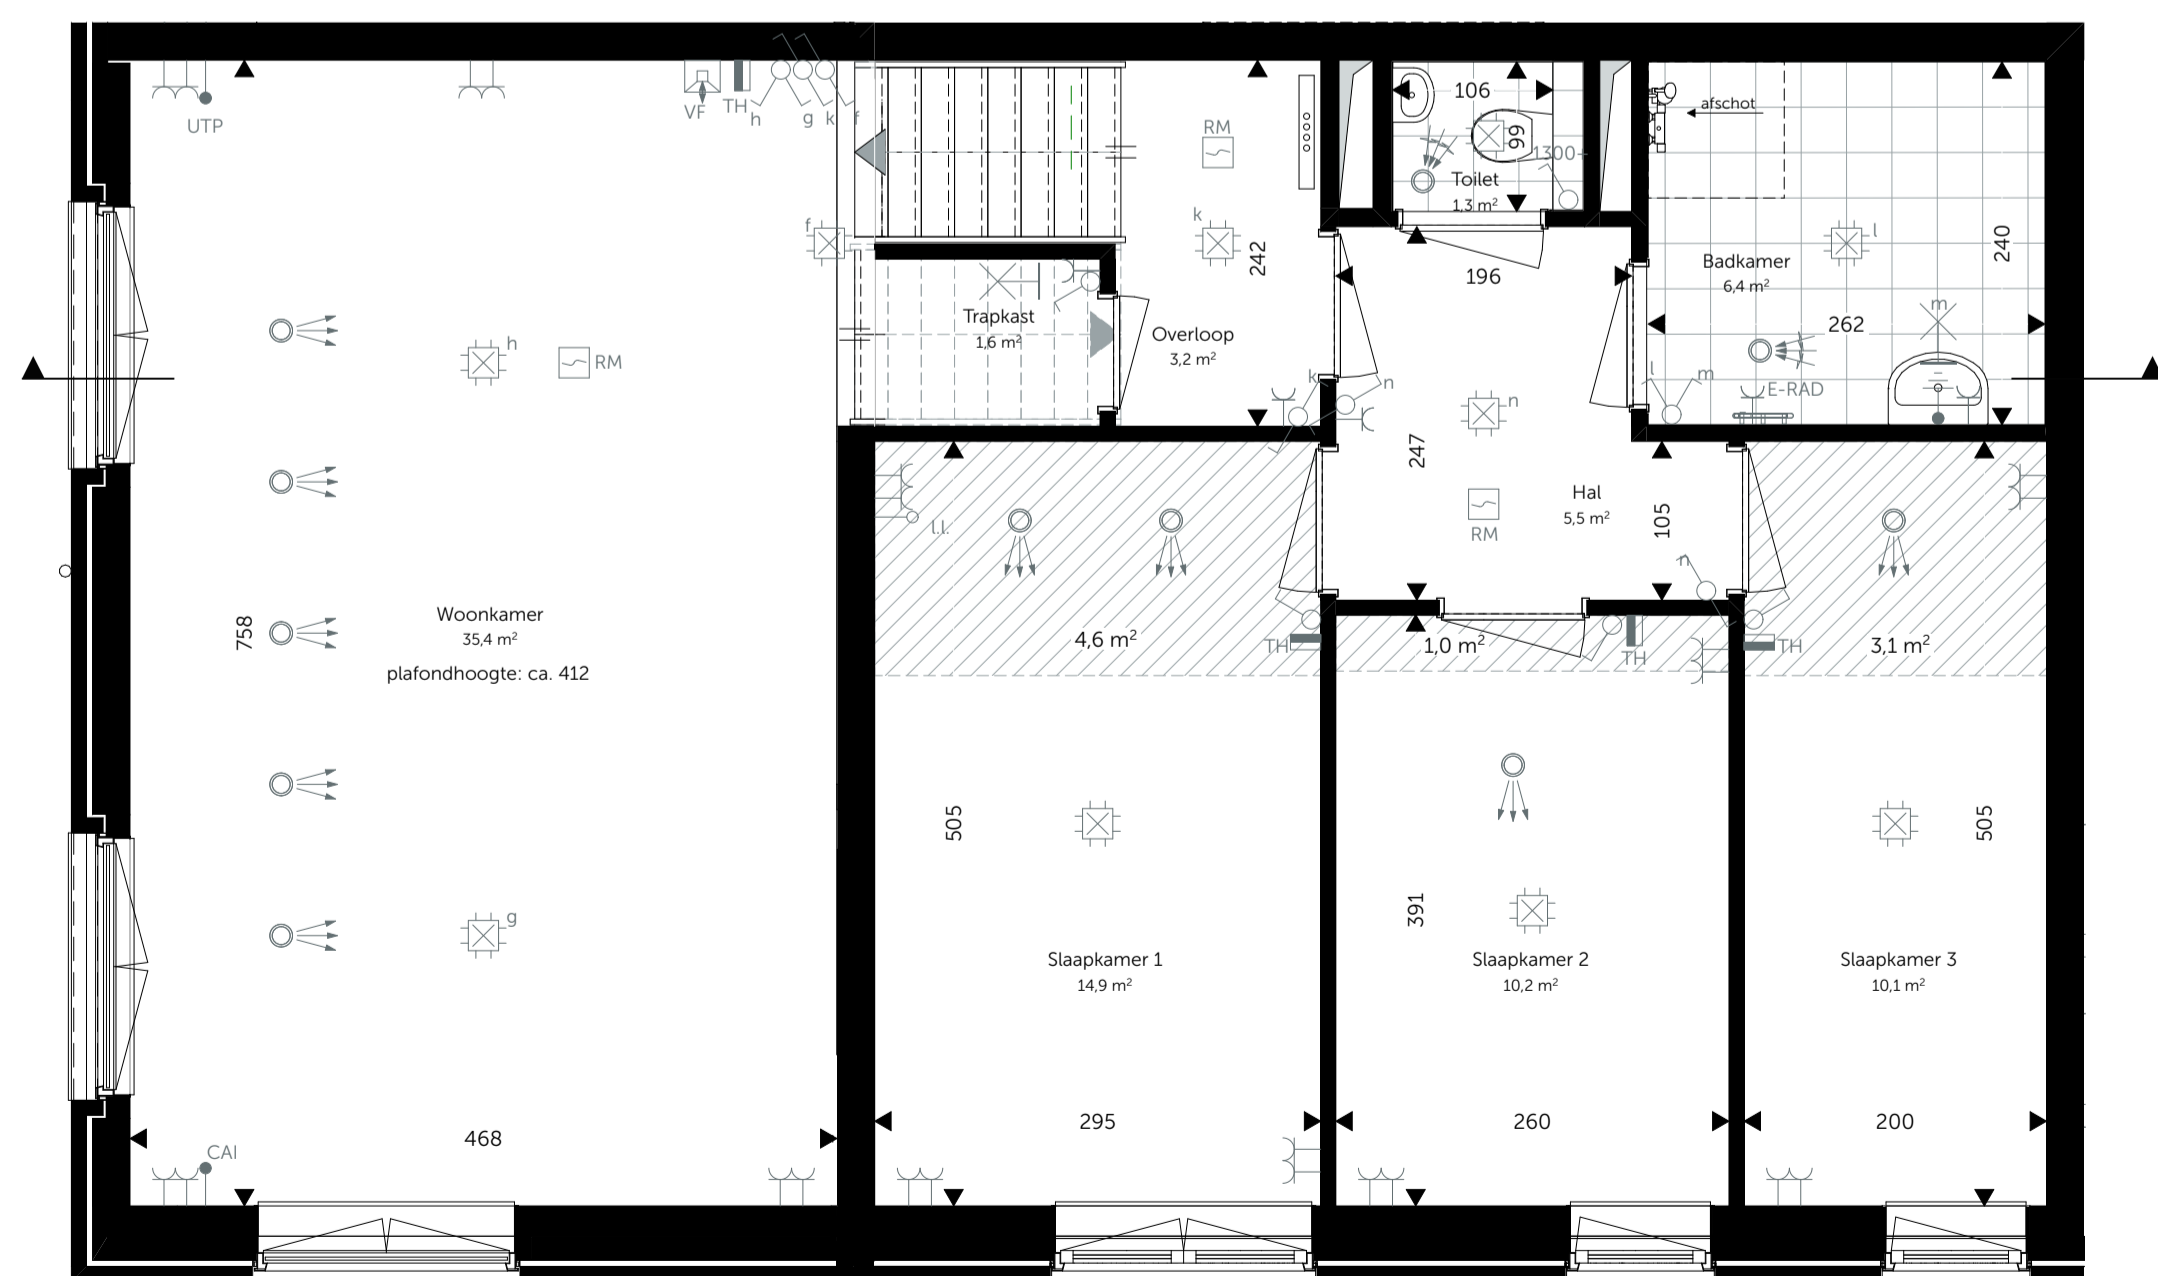 UTP
VF
TH
h
g
k
f
RM
106
99
1300+
Toilet
1,3 m²
afschot
f
k
242
196
Badkamer
6,4 m²
l
240
262
m
Trapkast
1,6 m²
Overloop
3,2 m²
h
RM
k
n
n
l
m
E-RAD
247
Hal
5,5 m²
105
RM
n
l.l.
Woonkamer
35,4 m²
plafondhoogte: ca. 412
758
4,6 m²
TH
1,0 m²
TH
TH
3,1 m²
505
391
505
g
Slaapkamer 1
14,9 m²
Slaapkamer 2
10,2 m²
Slaapkamer 3
10,1 m²
468
295
260
200
CAI